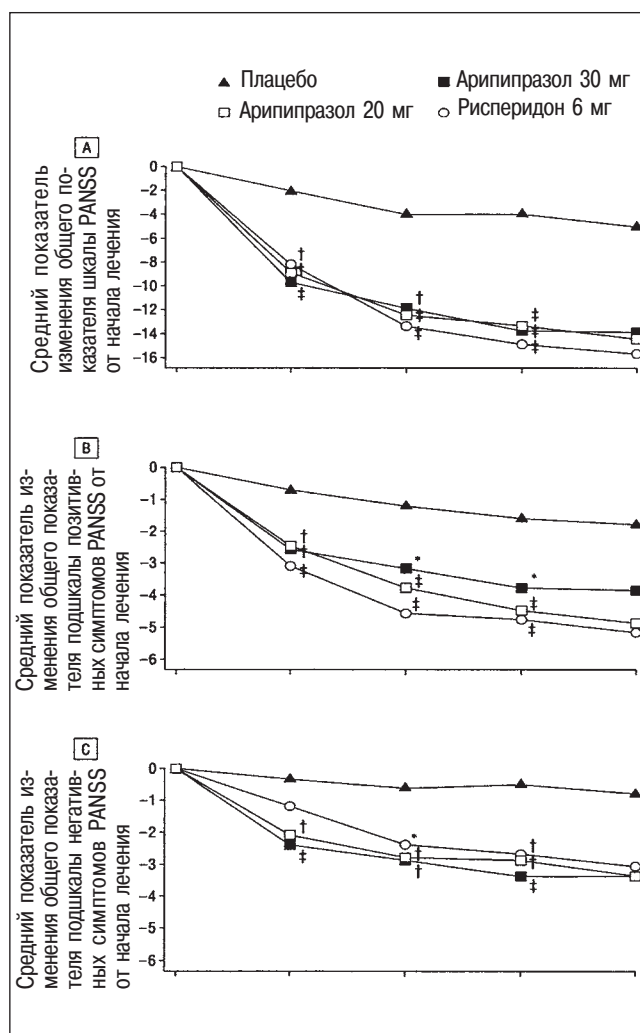 ▲ Плацебо ■ Арипипразол 30 мг
□ Арипипразол 20 мг ○ Рисперидон 6 мг
A
Средний показатель
изменения общего по-
казателя шкалы PANSS
от начала лечения
0
–2
–4
–6
–8
–10
–12
–14
–16
†
‡
‡
†
‡
‡
‡
‡
B
Средний показатель из-
менения общего показа-
теля подшкалы позитив-
ных симптомов PANSS от
начала лечения
0
–1
–2
–3
–4
–5
–6
†
†
‡
*
‡
‡
*
‡
‡
C
Средний показатель из-
менения общего показа-
теля подшкалы негатив-
ных симптомов PANSS
от начала лечения
0
–1
–2
–3
–4
–5
–6
†
‡
*
‡
†
†
†
‡